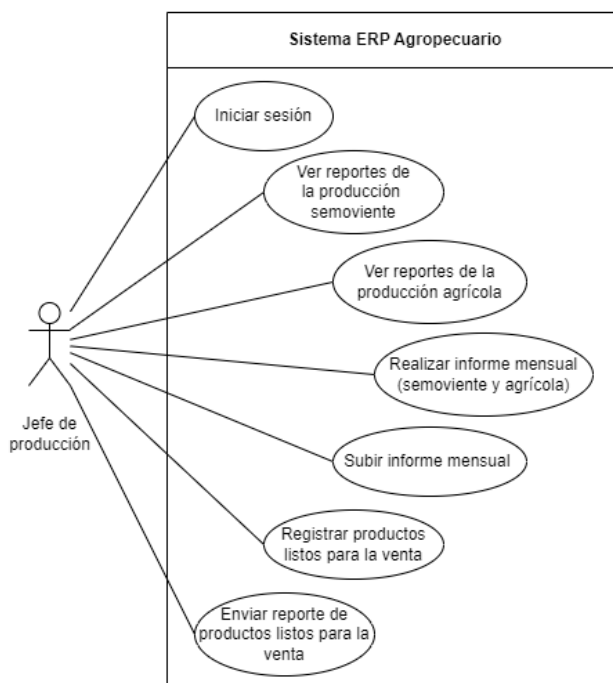 Sistema ERP Agropecuario
Iniciar sesión
Ver reportes de
la producción
semoviente
Ver reportes de la
producción agrícola
Realizar informe mensual
(semoviente y agrícola)
Jefe de
producción
Subir informe mensual
Registrar productos
listos para la venta
Enviar reporte de
productos listos para la
venta